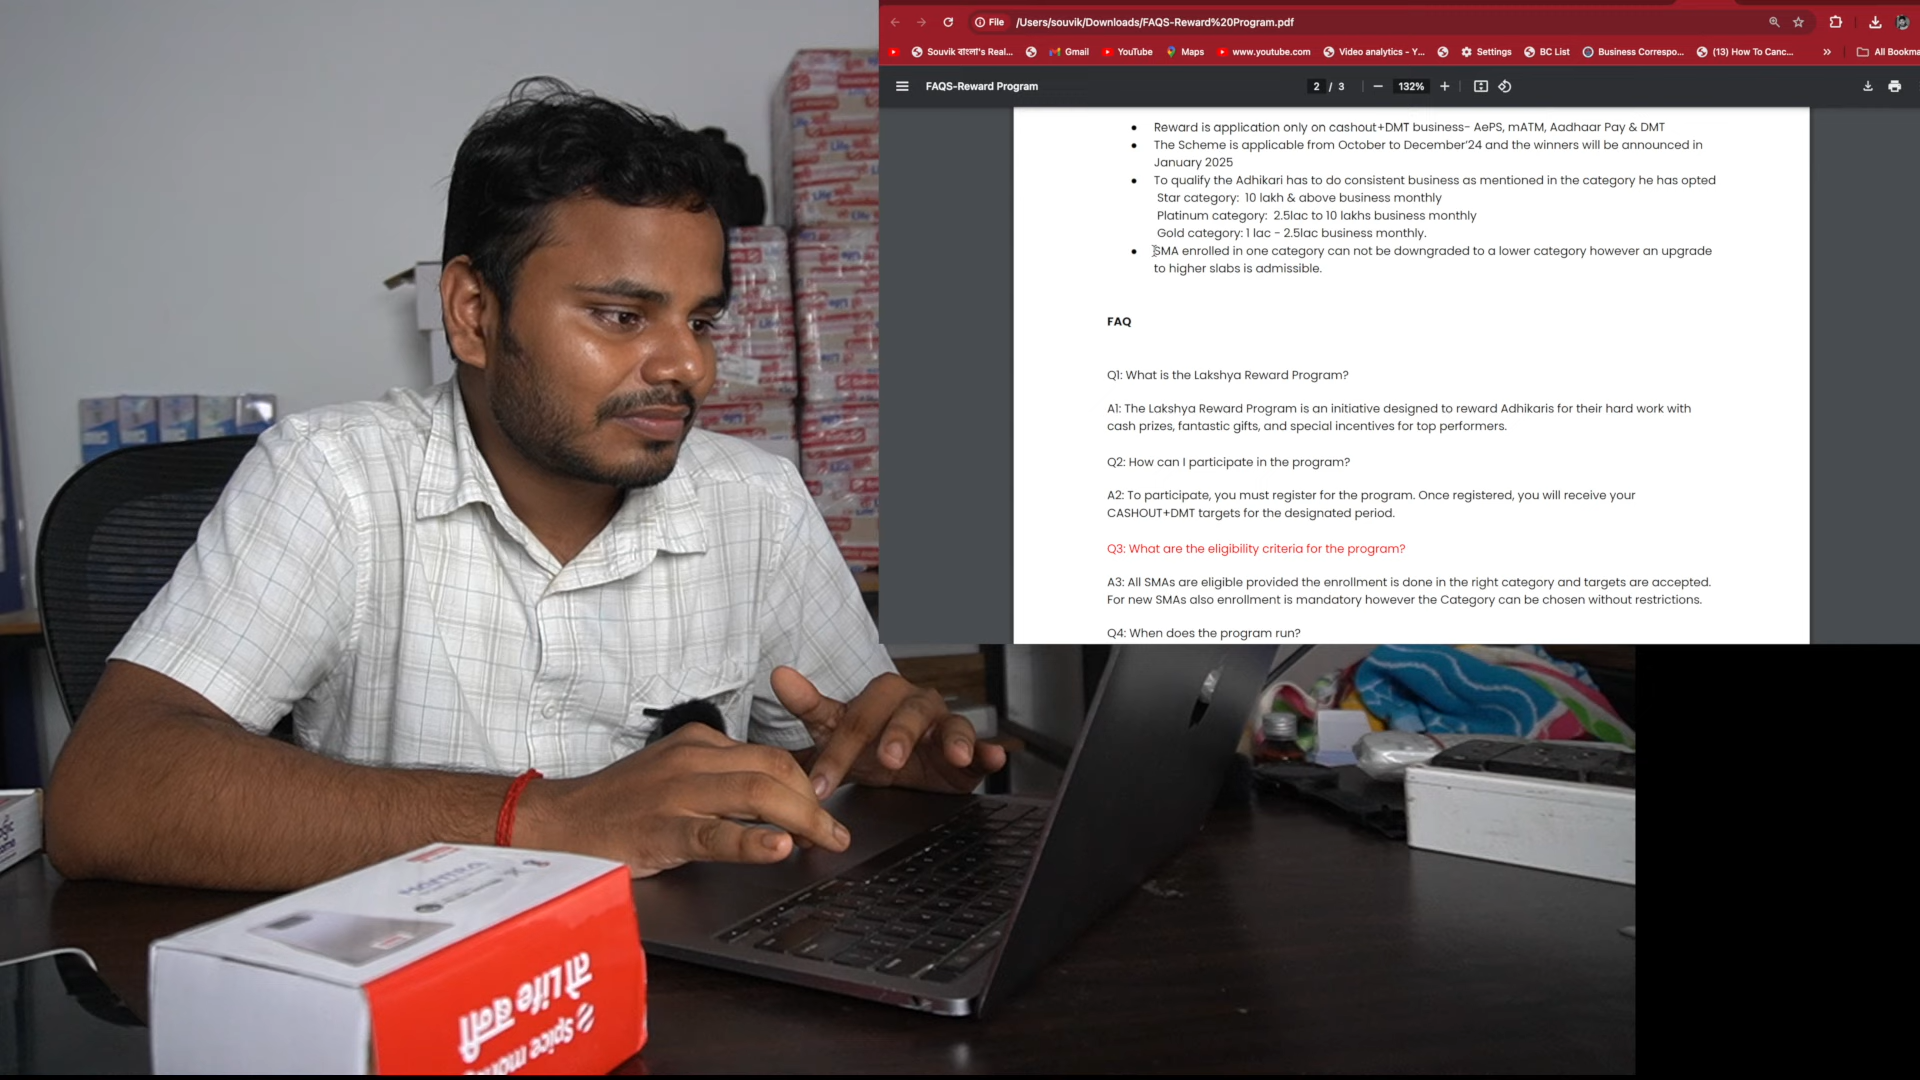 File /Users/souvik/Downloads/FAQS-Reward%20Program.pdf
Souvik বাংলা's Real... Gmail YouTube Maps www.youtube.com Video analytics - Y... Settings BC List Business Correspo... (13) How To Canc... » All Bookma
FAQS-Reward Program 2 / 3 132%
• Reward is application only on cashout+DMT business- AePS, mATM, Aadhaar Pay & DMT
• The Scheme is applicable from October to December'24 and the winners will be announced in
January 2025
• To qualify the Adhikari has to do consistent business as mentioned in the category he has opted
Star category: 10 lakh & above business monthly
Platinum category: 2.5lac to 10 lakhs business monthly
Gold category: 1 lac - 2.5lac business monthly.
• SMA enrolled in one category can not be downgraded to a lower category however an upgrade
to higher slabs is admissible.
FAQ
Q1: What is the Lakshya Reward Program?
A1: The Lakshya Reward Program is an initiative designed to reward Adhikaris for their hard work with
cash prizes, fantastic gifts, and special incentives for top performers.
Q2: How can I participate in the program?
A2: To participate, you must register for the program. Once registered, you will receive your
CASHOUT+DMT targets for the designated period.
Q3: What are the eligibility criteria for the program?
A3: All SMAs are eligible provided the enrollment is done in the right category and targets are accepted.
For new SMAs also enrollment is mandatory however the Category can be chosen without restrictions.
Q4: When does the program run?
MANTRA
Spice mon
तो Life बनी